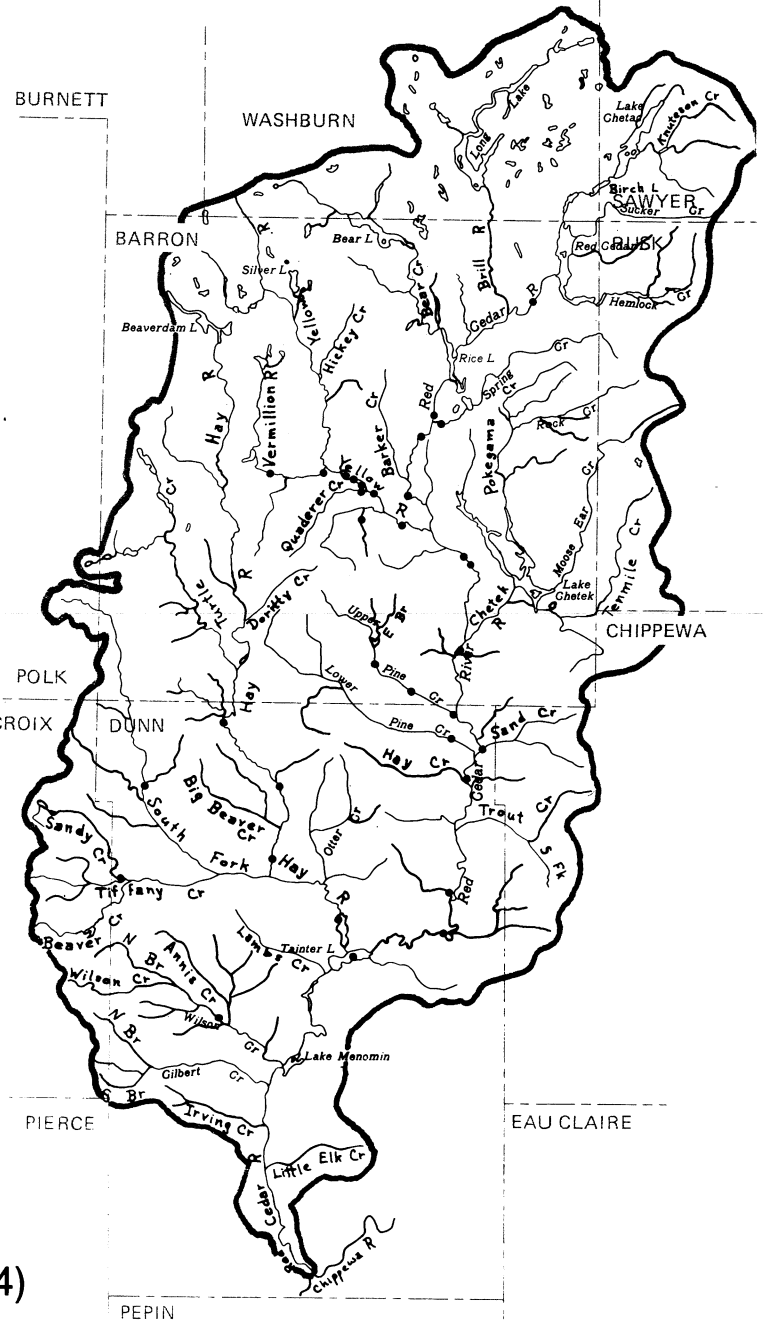 BURNETT
WASHBURN
Lake
Chetac
Knuteson Cr
Long Lake
Birch L
SAWYER
Sucker Cr
BARRON
R
Bear L
Brill R
Red Cedar L
RUSK
Silver L
Bear Cr
Hemlock Cr
Yellow
Cedar R
Beaverdam L
Hickey Cr
Rice L
Cr
Hay R
Vermillion R
Barker Cr
Red
Spring
Cr
Rock Cr
Pokegama
Yellow R
Quaderer Cr
Moose Ear Cr
Tenmile Cr
Cr
Turtle
R
Doritty Cr
Chetek R
Lake
Chetek
Upper Pine Cr
Br
CHIPPEWA
River
POLK
Lower Pine Cr
Hay
CROIX
DUNN
Sand Cr
Hay Cr
Cedar
Big Beaver
Cr
Trout Cr
S Fk
Sandy
Cr
South Fork Hay R
Otter Cr
Tiffany Cr
Red
Beaver Cr
N Br
Annis Cr
Lambs Cr
Tainter L
Wilson Cr
N Br
Wilson Cr
Lake Menomin
Gilbert Cr
S Br
PIERCE
Irving Cr
EAU CLAIRE
Little Elk Cr
Red Cedar R
Chippewa R
4)
PEPIN